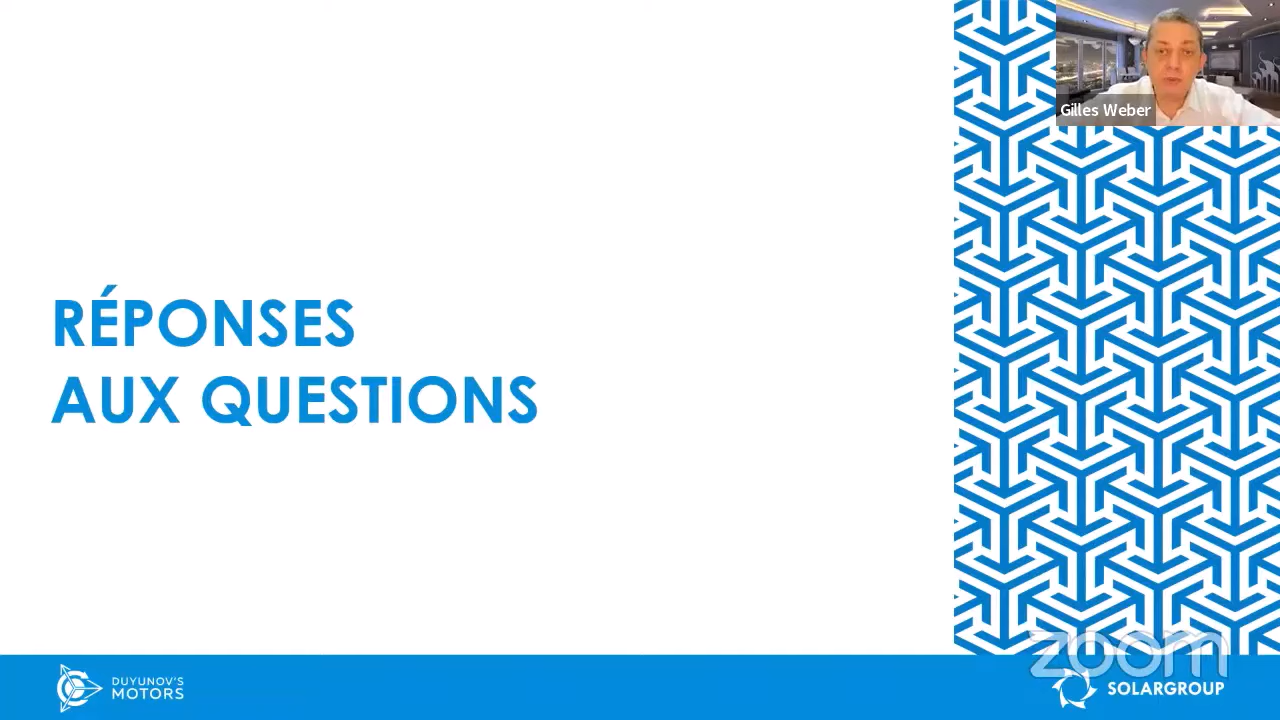 Gilles Weber
RÉPONSES
AUX QUESTIONS
zoom
DUYUNOV'S
MOTORS
SOLARGROUP